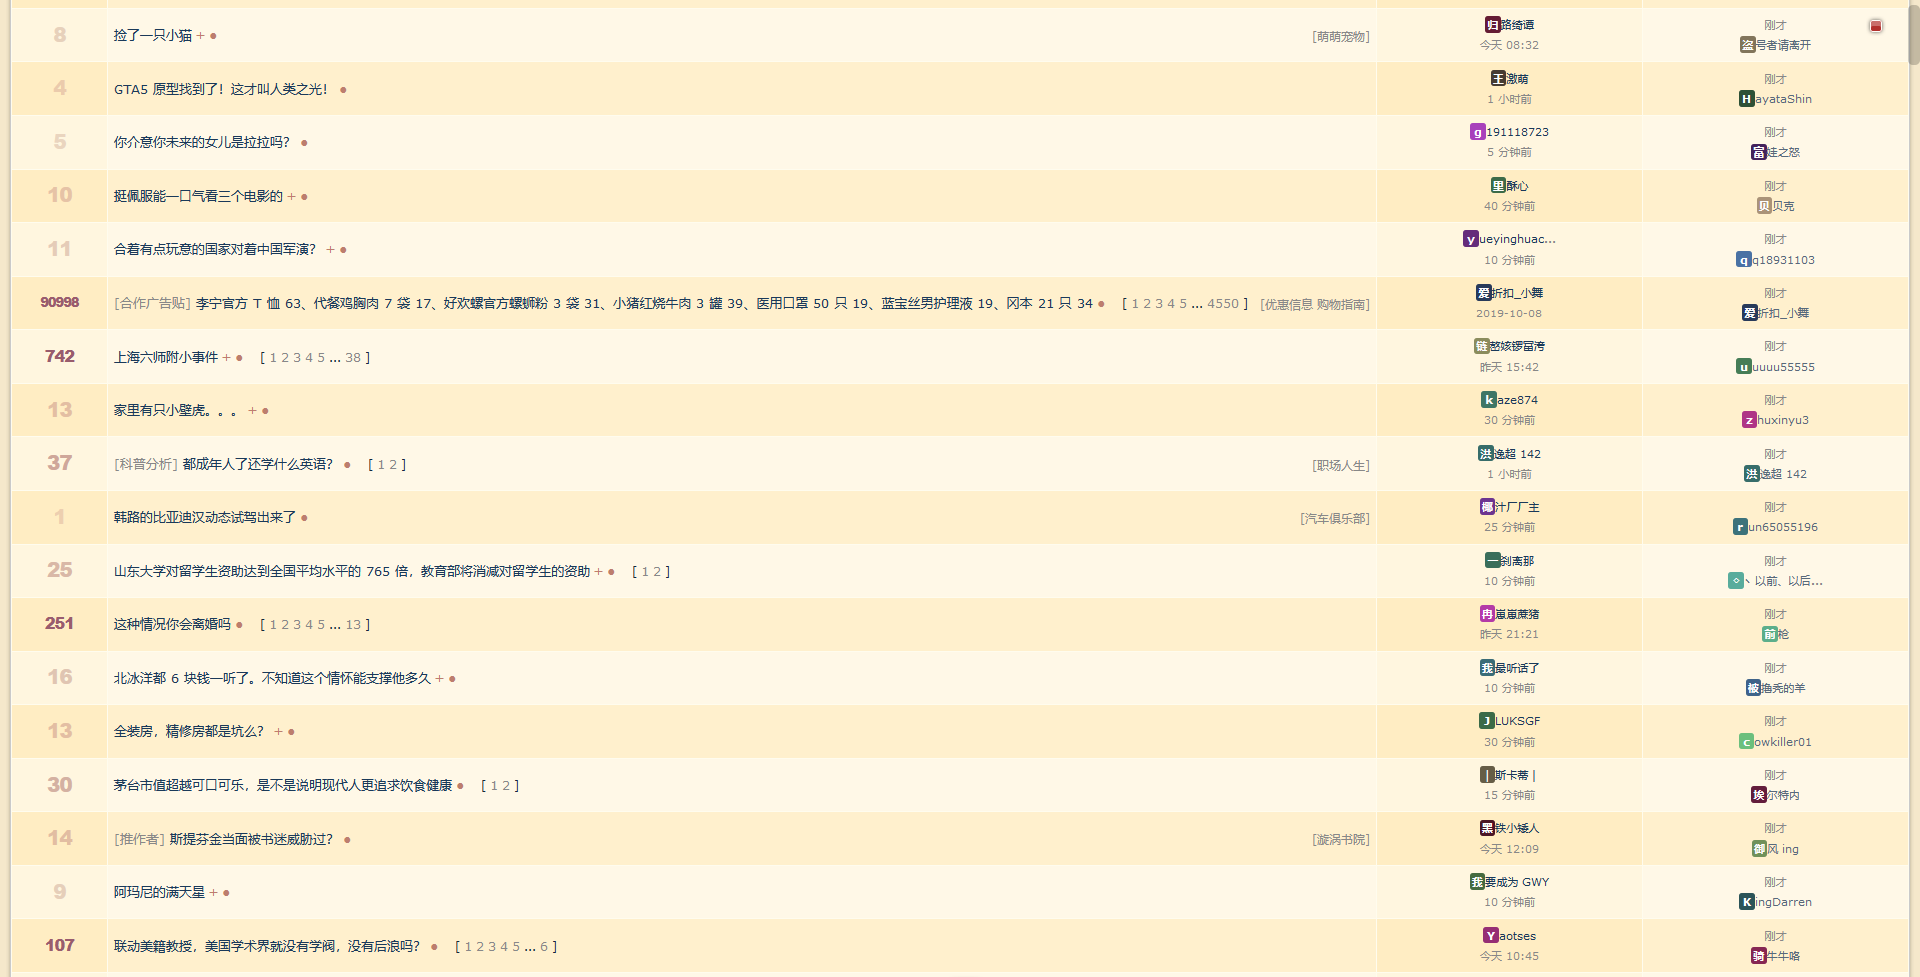 8 捡了一只小猫 + ● [萌萌宠物] 归路绮谭 刚才
今天 08:32 盗号者请离开
4 GTA5 原型找到了！这才叫人类之光！ ● 王激萌 刚才
1 小时前 HayataShin
5 你介意你未来的女儿是拉拉吗？ ● g191118723 刚才
5 分钟前 富娃之怒
10 挺佩服能一口气看三个电影的 + ● 里酥心 刚才
40 分钟前 贝贝克
11 合着有点玩意的国家对着中国军演？ + ● yueyinghuac... 刚才
10 分钟前 qq18931103
90998 [合作广告贴] 李宁官方 T 恤 63、代餐鸡胸肉 7 袋 17、好欢螺官方螺蛳粉 3 袋 31、小猪红烧牛肉 3 罐 39、医用口罩 50 只 19、蓝宝丝男护理液 19、冈本 21 只 34 ● [ 1 2 3 4 5 ... 4550 ] [优惠信息 购物指南] 爱折扣_小舞 刚才
2019-10-08 爱折扣_小舞
742 上海六师附小事件 + ● [ 1 2 3 4 5 ... 38 ] 刚才
昨天 15:42 uuuuu55555
13 家里有只小壁虎。。。 + ● kaze874 刚才
30 分钟前 zhuxinyu3
37 [科普分析] 都成年人了还学什么英语？ ● [ 1 2 ] [职场人生] 洪逸超 142 刚才
1 小时前 洪逸超 142
1 韩路的比亚迪汉动态试驾出来了 ● [汽车俱乐部] 椰汁厂厂主 刚才
25 分钟前 run65055196
25 山东大学对留学生资助达到全国平均水平的 765 倍，教育部将消减对留学生的资助 + ● [ 1 2 ] 一刹离那 刚才
10 分钟前 丶以前、以后...
251 这种情况你会离婚吗 ● [ 1 2 3 4 5 ... 13 ] 冉崽崽蔗猪 刚才
昨天 21:21 前枪
16 北冰洋都 6 块钱一听了。不知道这个情怀能支撑他多久 + ● 我最听话了 刚才
10 分钟前 被撸秃的羊
13 全装房，精修房都是坑么？ + ● JLUKSGF 刚才
30 分钟前 cowkiller01
30 茅台市值超越可口可乐，是不是说明现代人更追求饮食健康 ● [ 1 2 ] |斯卡蒂 | 刚才
15 分钟前 埃尔特内
14 [推作者] 斯提芬金当面被书迷威胁过？ ● [漩涡书院] 黑铁小矮人 刚才
今天 12:09 御风 ing
9 阿玛尼的满天星 + ● 我要成为 GWY 刚才
10 分钟前 KingDarren
107 联动美籍教授，美国学术界就没有学阀，没有后浪吗？ ● [ 1 2 3 4 5 ... 6 ] Yaotses 刚才
今天 10:45 骑牛牛咯